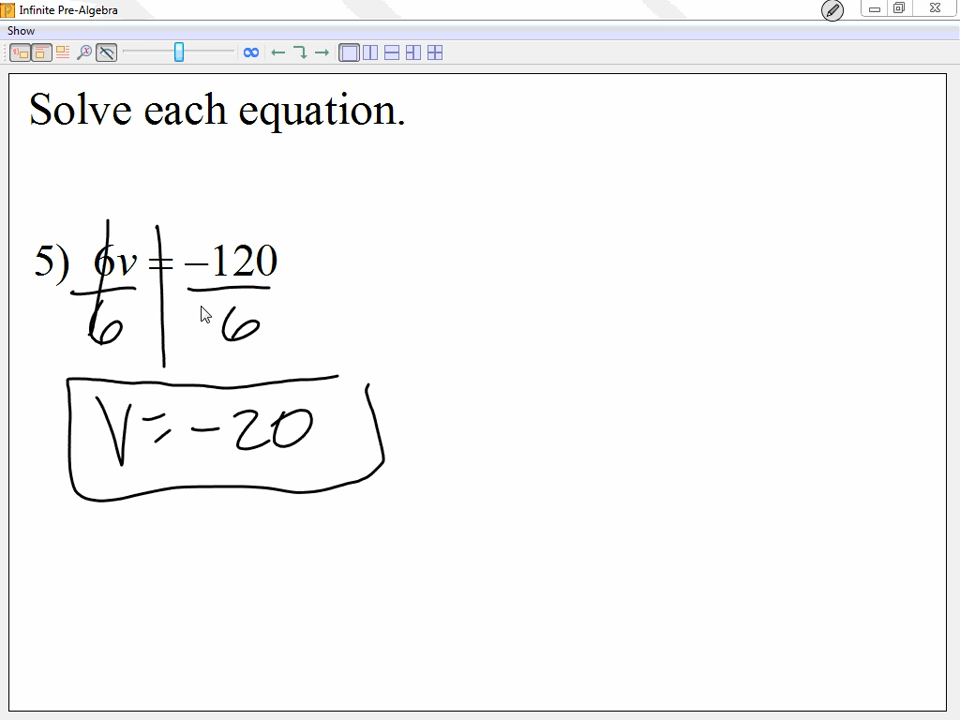 Infinite Pre-Algebra
Show
Solve each equation.
5) 6v = –120
6 6
V = -20